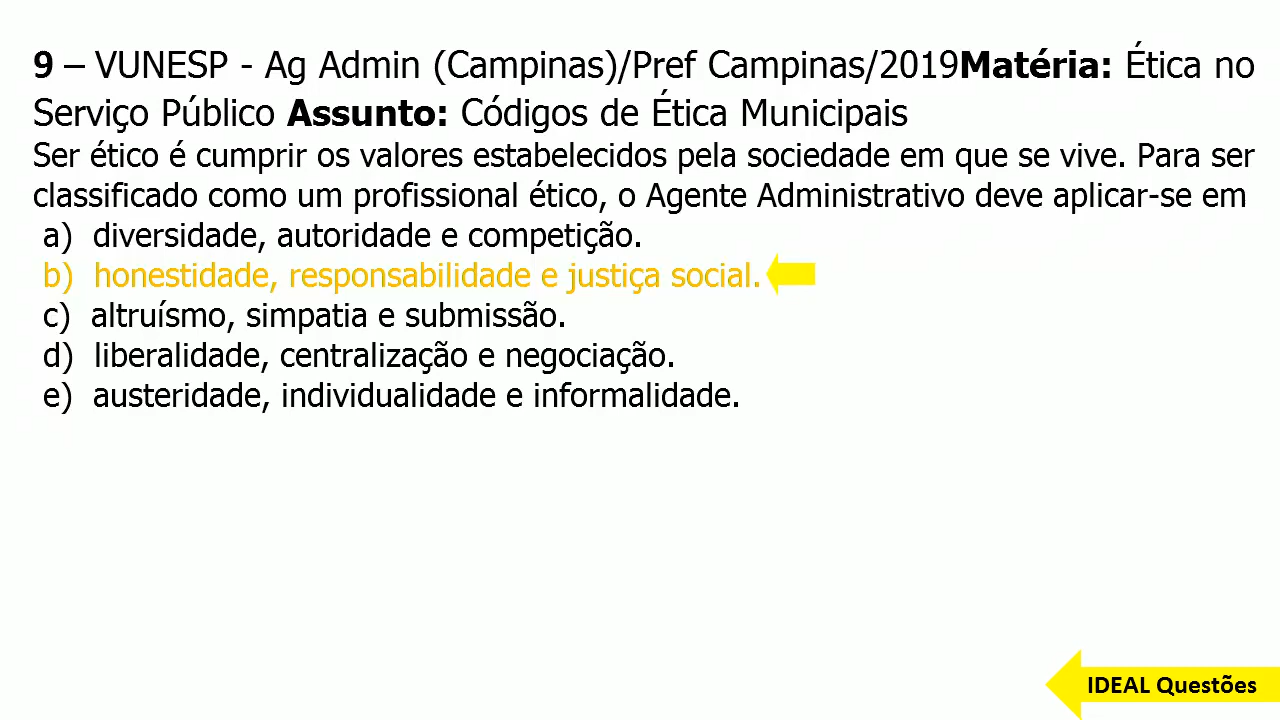 9 – VUNESP - Ag Admin (Campinas)/Pref Campinas/2019Matéria: Ética no
Serviço Público Assunto: Códigos de Ética Municipais
Ser ético é cumprir os valores estabelecidos pela sociedade em que se vive. Para ser
classificado como um profissional ético, o Agente Administrativo deve aplicar-se em
a) diversidade, autoridade e competição.
b) honestidade, responsabilidade e justiça social.
c) altruísmo, simpatia e submissão.
d) liberalidade, centralização e negociação.
e) austeridade, individualidade e informalidade.
IDEAL Questões